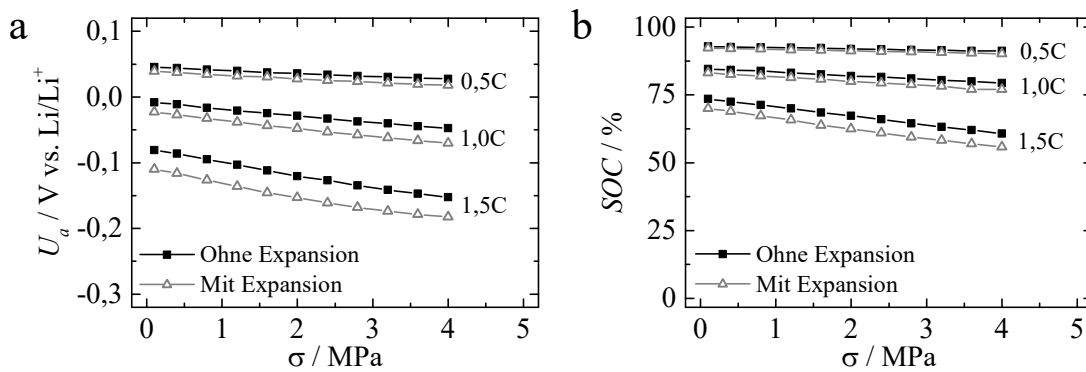 a
U_a / V vs. Li/Li⁺
0,1
0,0
-0,1
-0,2
-0,3
0,5C
1,0C
1,5C
Ohne Expansion
Mit Expansion
0 1 2 3 4 5
σ / MPa
b
SOC / %
100
75
50
25
0
0,5C
1,0C
1,5C
Ohne Expansion
Mit Expansion
0 1 2 3 4 5
σ / MPa